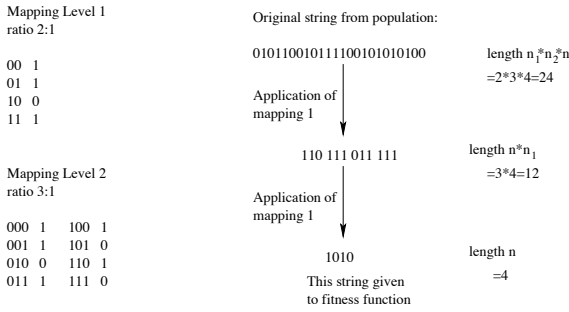 Mapping Level 1
ratio 2:1
00 1
01 1
10 0
11 1
Mapping Level 2
ratio 3:1
000 1 100 1
001 1 101 0
010 0 110 1
011 1 111 0
Original string from population:
010110010111100101010100
Application of
mapping 1
110 111 011 111
Application of
mapping 1
1010
This string given
to fitness function
length n1*n2*n
=2*3*4=24
length n*n1
=3*4=12
length n
=4